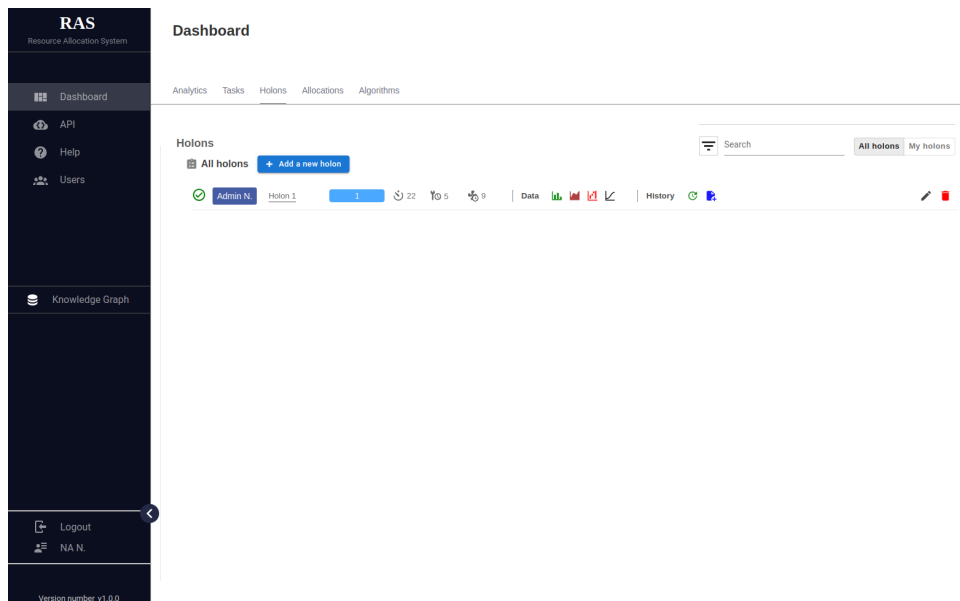 RAS
Resource Allocation System
Dashboard
API
Help
Users
Knowledge Graph
Logout
NA N.
Version number v1.0.0
Dashboard
Analytics Tasks Holons Allocations Algorithms
Holons
Search
All holons My holons
All holons + Add a new holon
Admin N. Holon 1 1 22 5 9 Data History